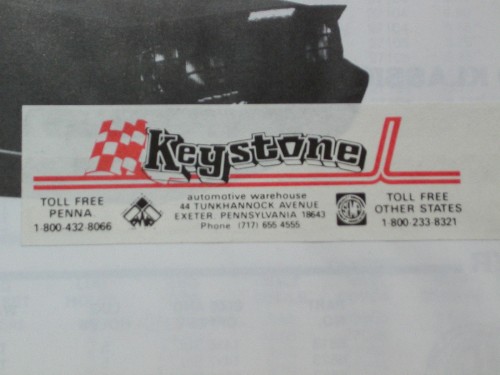 Keystone
TOLL FREE
PENNA.
1-800-432-8066
automotive warehouse
44 TUNKHANNOCK AVENUE
EXETER, PENNSYLVANIA 18643
Phone (717) 655 4555
TOLL FREE
OTHER STATES
1-800-233-8321